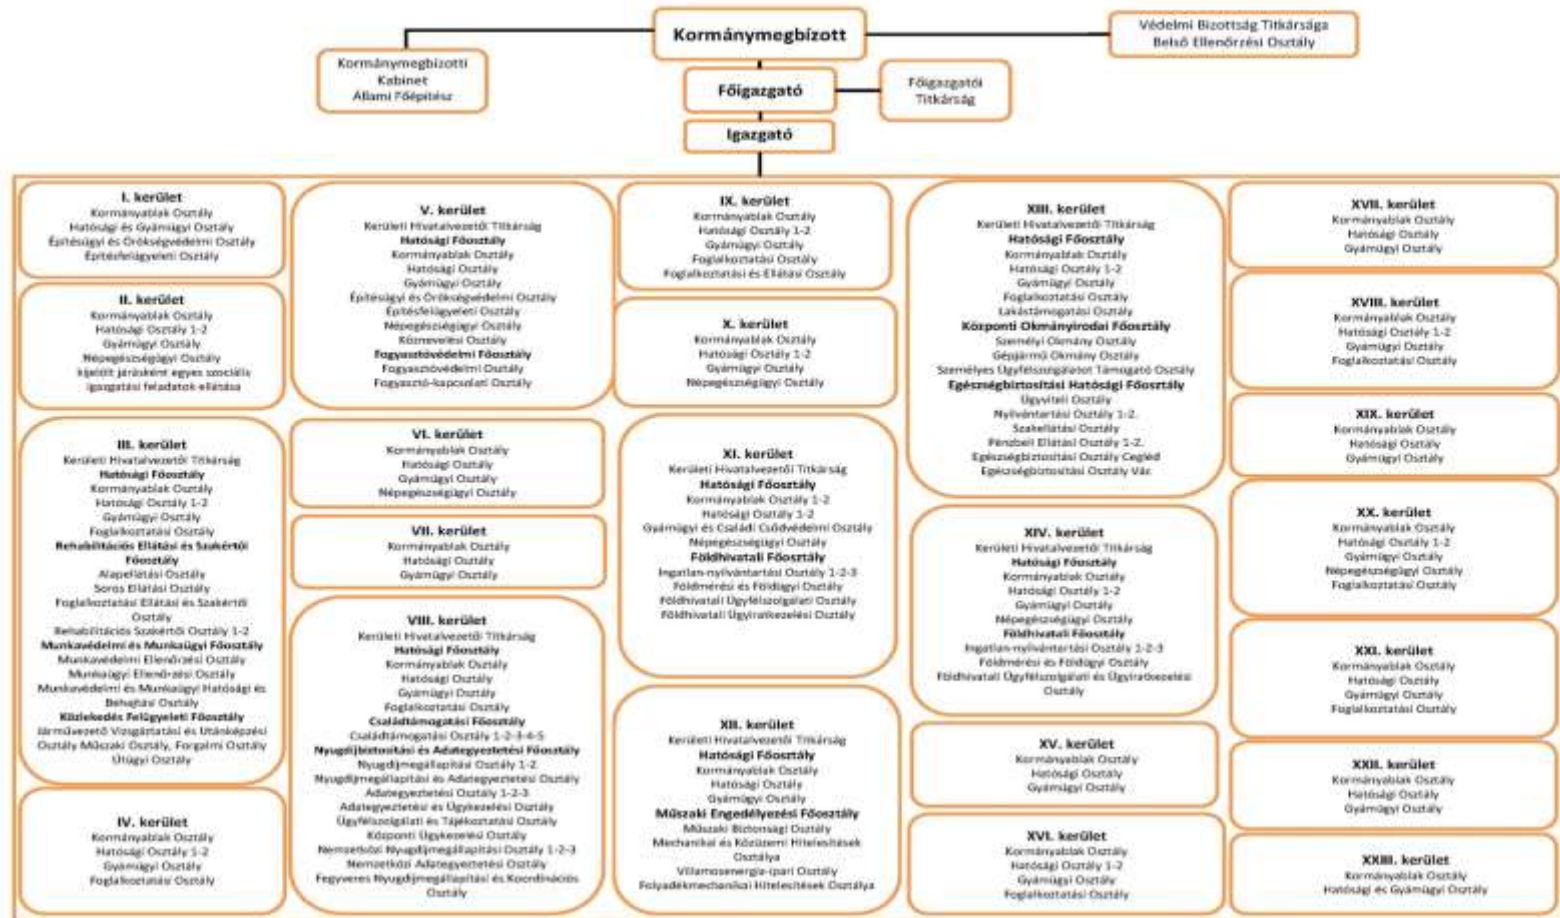 Kormánymegbízott
Védelmi Bizottság Titkársága
Belső Ellenőrzési Osztály
Kormánymegbízotti
Kabinet
Állami Főépítész
Főigazgató
Főigazgatói
Titkárság
Igazgató
I. kerület
Kormányablak Osztály
Hatósági és Gyámügyi Osztály
Építésügyi és Örökségvédelmi Osztály
Építésfelügyeleti Osztály
II. kerület
Kormányablak Osztály
Hatósági Osztály 1-2
Gyámügyi Osztály
Népegészségügyi Osztály
kijelölt járásként egyes szociális
igazgatási feladatok ellátása
III. kerület
Kerületi Hivatalvezetői Titkárság
Hatósági Főosztály
Kormányablak Osztály
Hatósági Osztály 1-2
Gyámügyi Osztály
Foglalkoztatási Osztály
Rehabilitációs Ellátási és Szakértői
Főosztály
Alapellátási Osztály
Soros Ellátási Osztály
Foglalkoztatási Ellátási és Szakértői
Osztály
Rehabilitációs Szakértői Osztály 1-2
Munkavédelmi és Munkaügyi Főosztály
Munkavédelmi Ellenőrzési Osztály
Munkaügyi Ellenőrzési Osztály
Munkavédelmi és Munkaügyi Hatósági és
Behajtási Osztály
Közlekedés Felügyeleti Főosztály
Járművezető Vizsgáztatási és Utánképzési
Osztály Műszaki Osztály, Forgalmi Osztály
Útügyi Osztály
IV. kerület
Kormányablak Osztály
Hatósági Osztály 1-2
Gyámügyi Osztály
Foglalkoztatási Osztály
V. kerület
Kerületi Hivatalvezetői Titkárság
Hatósági Főosztály
Kormányablak Osztály
Hatósági Osztály
Gyámügyi Osztály
Építésügyi és Örökségvédelmi Osztály
Építésfelügyeleti Osztály
Népegészségügyi Osztály
Köznevelési Osztály
Fogyasztóvédelmi Főosztály
Fogyasztóvédelmi Osztály
Fogyasztó-kapcsolati Osztály
VI. kerület
Kormányablak Osztály
Hatósági Osztály
Gyámügyi Osztály
Népegészségügyi Osztály
VII. kerület
Kormányablak Osztály
Hatósági Osztály
Gyámügyi Osztály
VIII. kerület
Kerületi Hivatalvezetői Titkárság
Hatósági Főosztály
Kormányablak Osztály
Hatósági Osztály
Gyámügyi Osztály
Foglalkoztatási Osztály
Családtámogatási Főosztály
Családtámogatási Osztály 1-2-3-4-5
Nyugdíjbiztosítási és Adategyeztetési Főosztály
Nyugdíjmegállapítási Osztály 1-2
Nyugdíjmegállapítási és Adategyeztetési Osztály
Adategyeztetési Osztály 1-2-3
Adategyeztetési és Ügykezelési Osztály
Ügyfélszolgálati és Tájékoztatási Osztály
Központi Ügykezelési Osztály
Nemzetközi Nyugdíjmegállapítási Osztály 1-2-3
Nemzetközi Adategyeztetési Osztály
Fegyveres Nyugdíjmegállapítási és Koordinációs
Osztály
IX. kerület
Kormányablak Osztály
Hatósági Osztály 1-2
Gyámügyi Osztály
Foglalkoztatási Osztály
Foglalkoztatási és Ellátási Osztály
X. kerület
Kormányablak Osztály
Hatósági Osztály 1-2
Gyámügyi Osztály
Népegészségügyi Osztály
XI. kerület
Kerületi Hivatalvezetői Titkárság
Hatósági Főosztály
Kormányablak Osztály 1-2
Hatósági Osztály 1-2
Gyámügyi és Családi Csődvédelmi Osztály
Népegészségügyi Osztály
Földhivatali Főosztály
Ingatlan-nyilvántartási Osztály 1-2-3
Földmérési és Földügyi Osztály
Földhivatali Ügyfélszolgálati Osztály
Földhivatali Ügyiratkezelési Osztály
XII. kerület
Kerületi Hivatalvezetői Titkárság
Hatósági Főosztály
Kormányablak Osztály
Hatósági Osztály
Gyámügyi Osztály
Műszaki Engedélyezési Főosztály
Műszaki Biztonsági Osztály
Mechanikai és Közüzemi Hitelesítések
Osztálya
Villamosenergia-ipari Osztály
Folyadékmechanikai Hitelesítések Osztálya
XIII. kerület
Kerületi Hivatalvezetői Titkárság
Hatósági Főosztály
Kormányablak Osztály
Hatósági Osztály 1-2
Gyámügyi Osztály
Foglalkoztatási Osztály
Lakástámogatási Osztály
Központi Okmányirodai Főosztály
Személyi Okmány Osztály
Gépjármű Okmány Osztály
Személyes Ügyfélszolgálatot Támogató Osztály
Egészségbiztosítási Hatósági Főosztály
Ügyviteli Osztály
Nyilvántartási Osztály 1-2.
Szakellátási Osztály
Pénzbeli Ellátási Osztály 1-2.
Egészségbiztosítási Osztály Cegléd
Egészségbiztosítási Osztály Vác
XIV. kerület
Kerületi Hivatalvezetői Titkárság
Hatósági Főosztály
Kormányablak Osztály
Hatósági Osztály 1-2
Gyámügyi Osztály
Népegészségügyi Osztály
Földhivatali Főosztály
Ingatlan-nyilvántartási Osztály 1-2-3
Földmérési és Földügyi Osztály
Földhivatali Ügyfélszolgálati és Ügyiratkezelési
Osztály
XV. kerület
Kormányablak Osztály
Hatósági Osztály
Gyámügyi Osztály
XVI. kerület
Kormányablak Osztály
Hatósági Osztály 1-2
Gyámügyi Osztály
Foglalkoztatási Osztály
XVII. kerület
Kormányablak Osztály
Hatósági Osztály
Gyámügyi Osztály
XVIII. kerület
Kormányablak Osztály
Hatósági Osztály 1-2
Gyámügyi Osztály
Foglalkoztatási Osztály
XIX. kerület
Kormányablak Osztály
Hatósági Osztály
Gyámügyi Osztály
XX. kerület
Kormányablak Osztály
Hatósági Osztály 1-2
Gyámügyi Osztály
Népegészségügyi Osztály
Foglalkoztatási Osztály
XXI. kerület
Kormányablak Osztály
Hatósági Osztály
Gyámügyi Osztály
Foglalkoztatási Osztály
XXII. kerület
Kormányablak Osztály
Hatósági Osztály
Gyámügyi Osztály
XXIII. kerület
Kormányablak Osztály
Hatósági és Gyámügyi Osztály